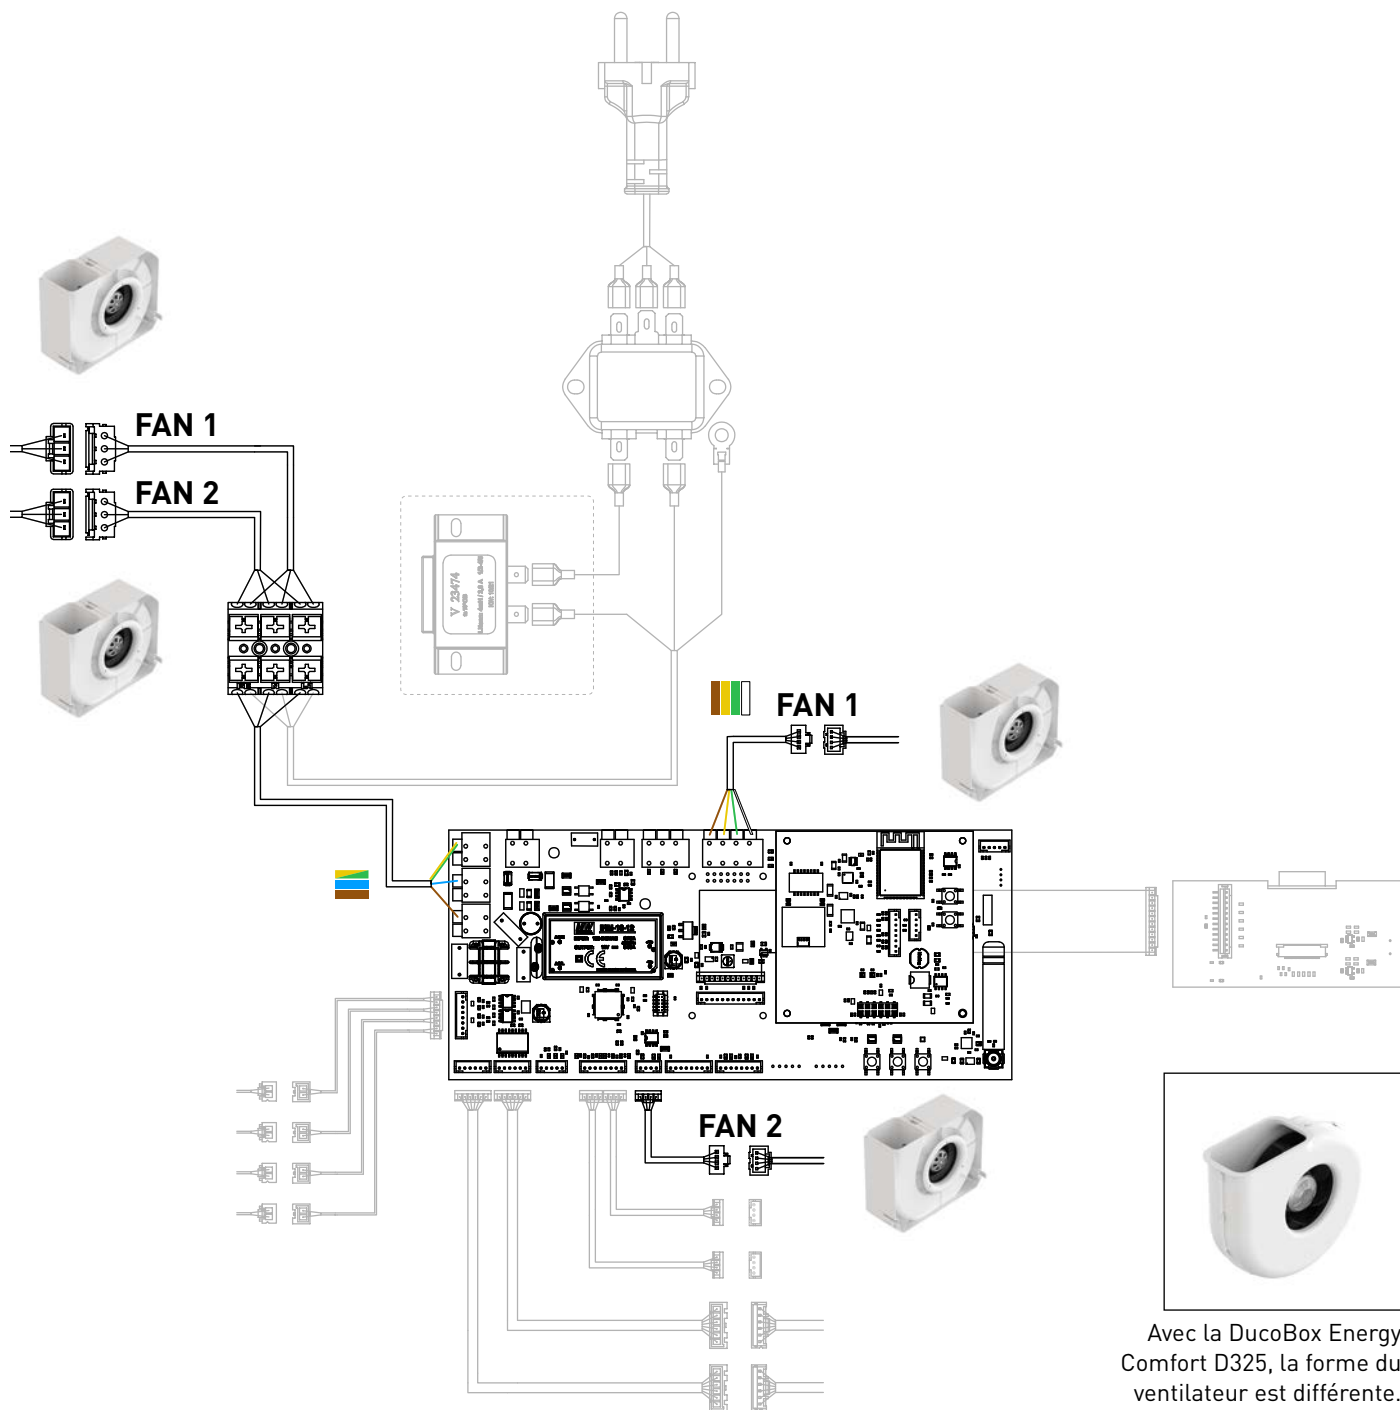 FAN 1
FAN 2
V 23474
FAN 1
FAN 2
Avec la DucoBox Energy
Comfort D325, la forme du
ventilateur est différente.